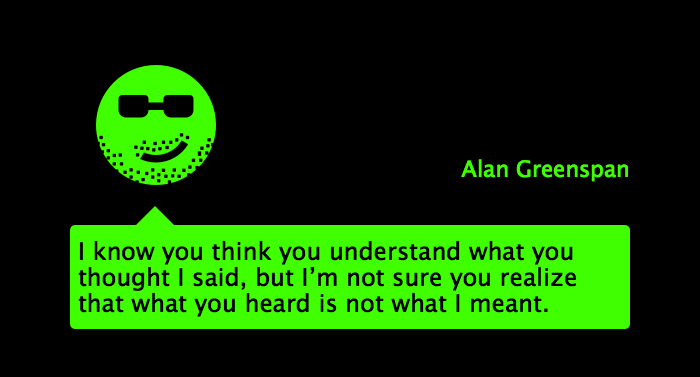 Alan Greenspan
I know you think you understand what you
thought I said, but I’m not sure you realize
that what you heard is not what I meant.